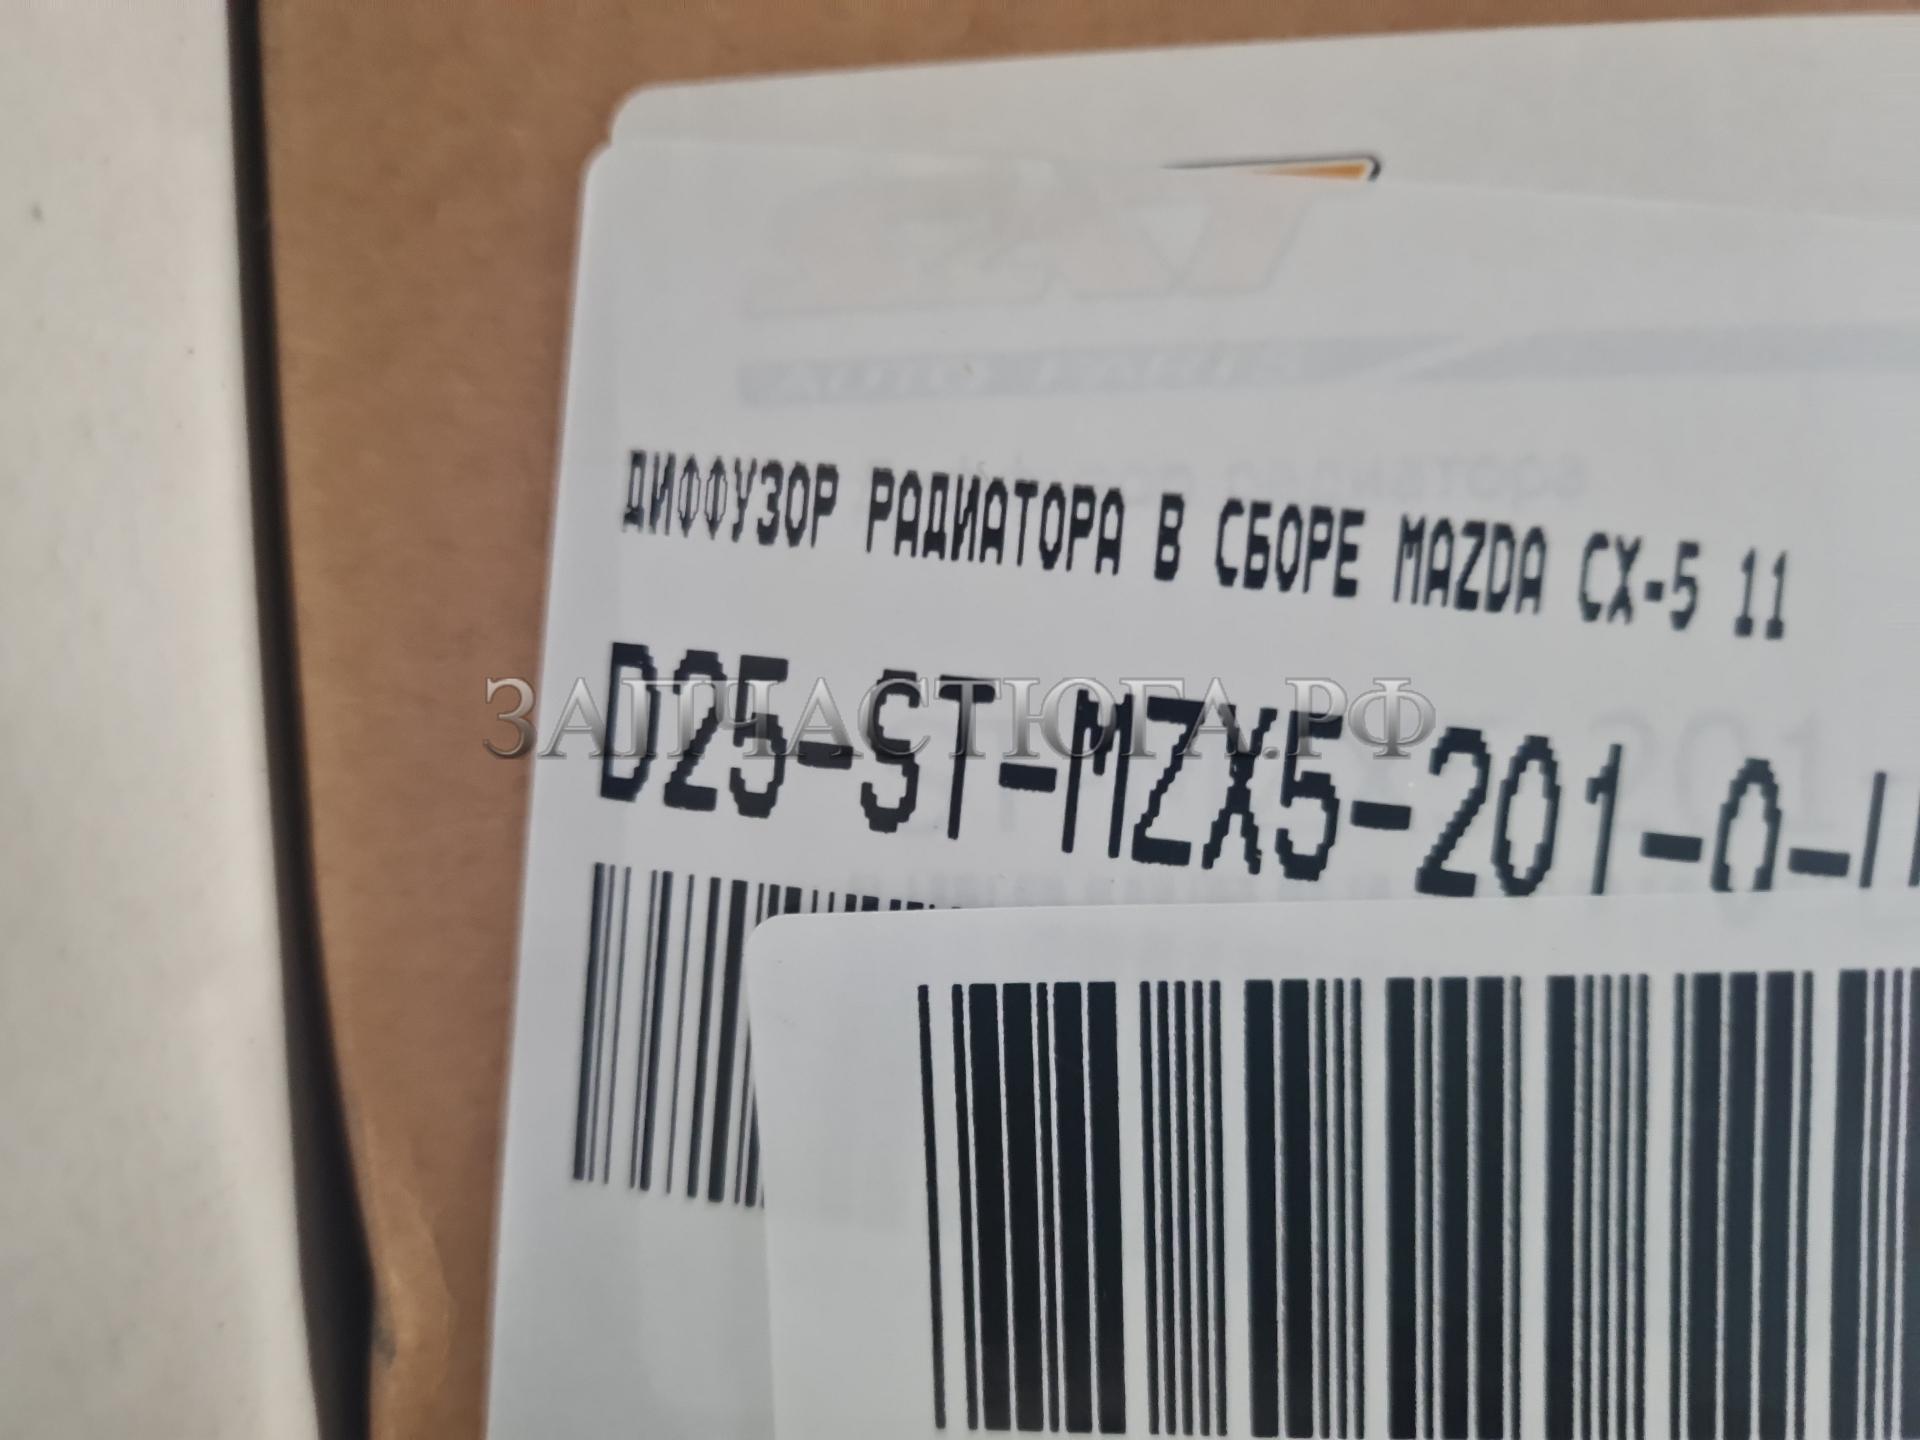 ДИФФУЗОР РАДИАТОРА В СБОРЕ MAZDA CX-5 11
D25-ST-MZX5-201-0-
ЗАПЧАСТЮГА.РФ